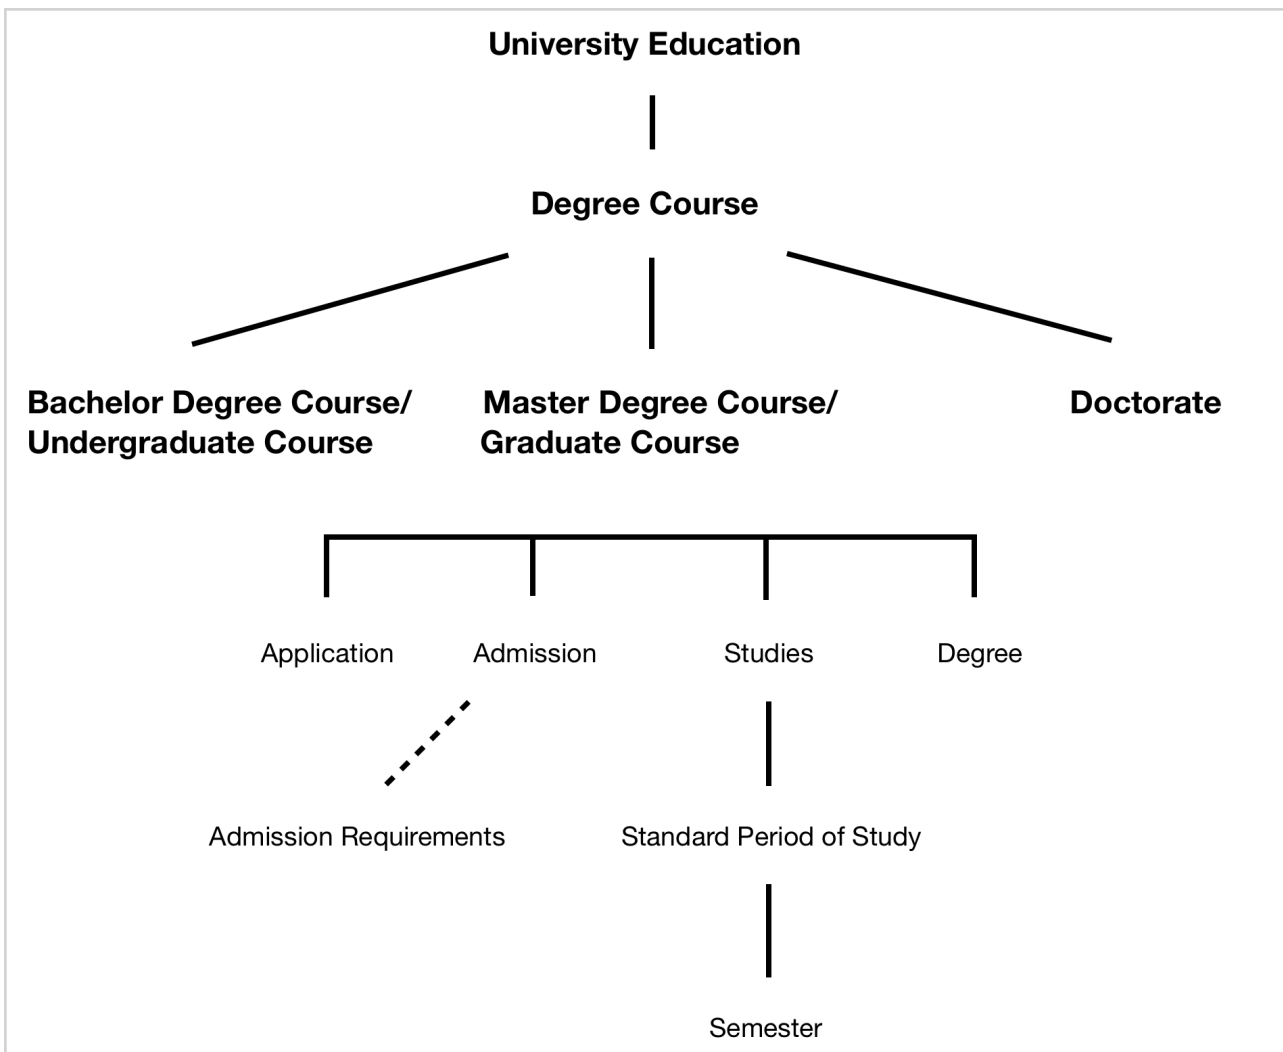 University Education
Degree Course
Bachelor Degree Course/
Undergraduate Course
Master Degree Course/
Graduate Course
Doctorate
Application
Admission
Studies
Degree
Admission Requirements
Standard Period of Study
Semester